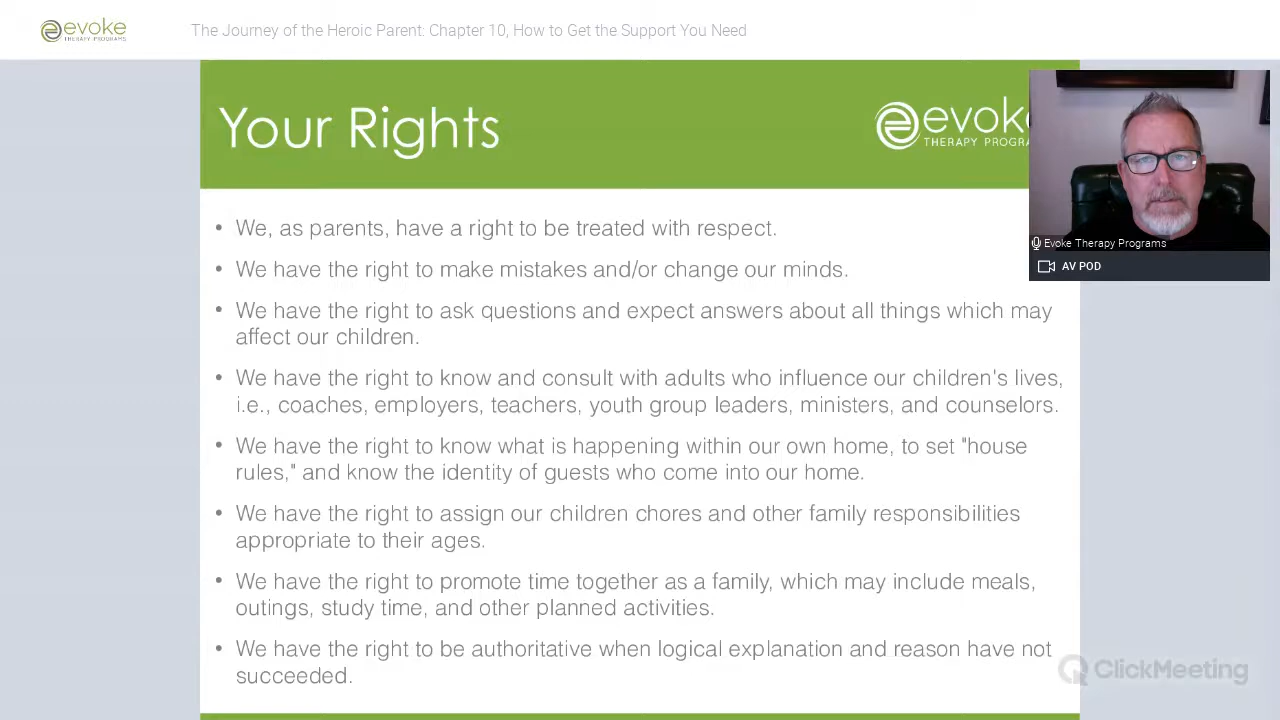 evoke
THERAPY PROGRAMS
The Journey of the Heroic Parent: Chapter 10, How to Get the Support You Need
Your Rights
evoke
THERAPY PROGRA
Evoke Therapy Programs
AV POD
• We, as parents, have a right to be treated with respect.
• We have the right to make mistakes and/or change our minds.
• We have the right to ask questions and expect answers about all things which may
affect our children.
• We have the right to know and consult with adults who influence our children's lives,
i.e., coaches, employers, teachers, youth group leaders, ministers, and counselors.
• We have the right to know what is happening within our own home, to set "house
rules," and know the identity of guests who come into our home.
• We have the right to assign our children chores and other family responsibilities
appropriate to their ages.
• We have the right to promote time together as a family, which may include meals,
outings, study time, and other planned activities.
• We have the right to be authoritative when logical explanation and reason have not
succeeded.
ClickMeeting